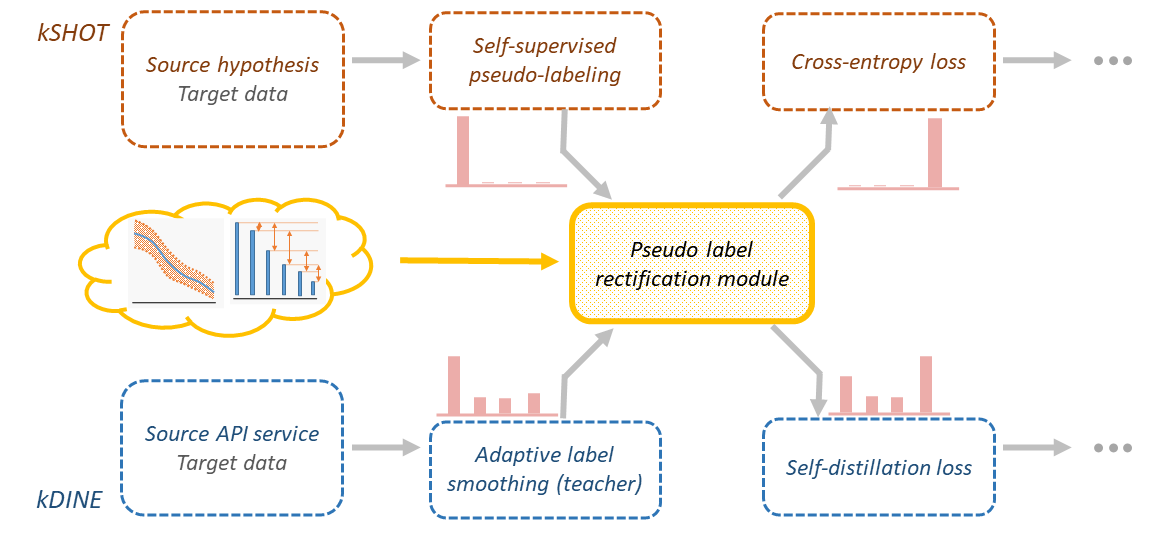 kSHOT
Source hypothesis
Target data
Self-supervised
pseudo-labeling
Cross-entropy loss
Pseudo label
rectification module
Source API service
Target data
Adaptive label
smoothing (teacher)
Self-distillation loss
kDINE